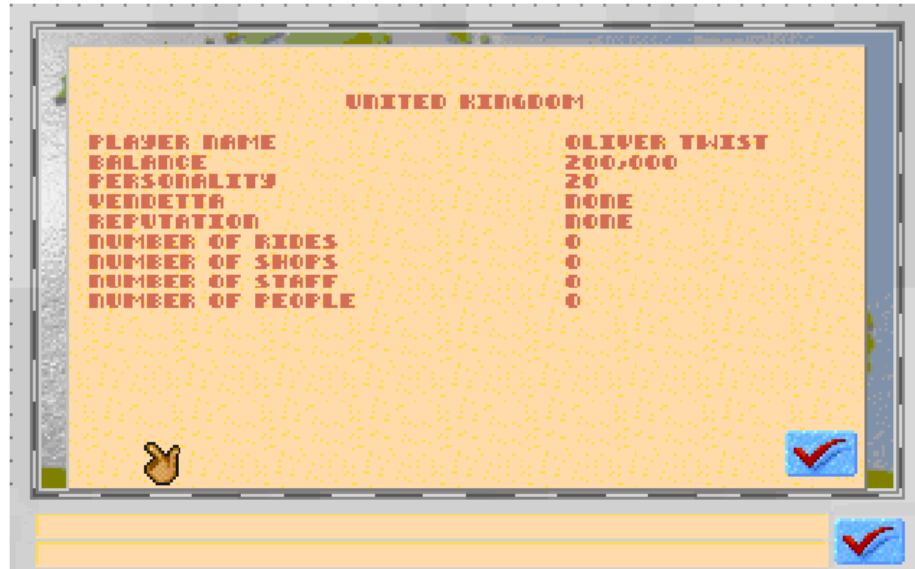 UNITED KINGDOM
PLAYER NAME OLIVER TWIST
BALANCE 200,000
PERSONALITY 20
VENDETTA NONE
REPUTATION NONE
NUMBER OF RIDES 0
NUMBER OF SHOPS 0
NUMBER OF STAFF 0
NUMBER OF PEOPLE 0